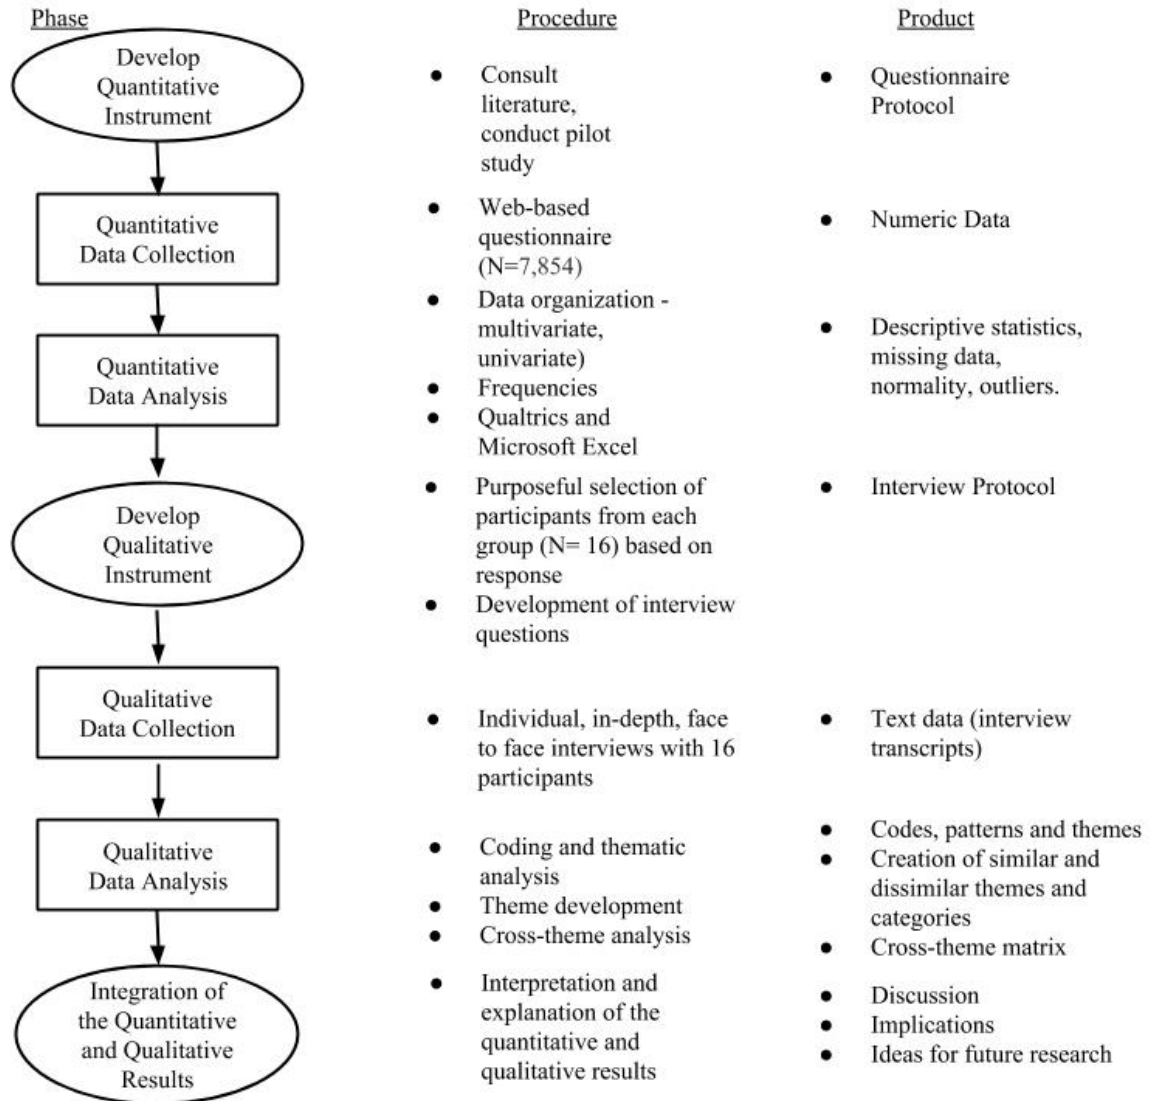 Phase
Procedure
Product
Develop
Quantitative
Instrument
● Consult
literature,
conduct pilot
study
● Questionnaire
Protocol
Quantitative
Data Collection
● Web-based
questionnaire
(N=7,854)
● Numeric Data
Quantitative
Data Analysis
● Data organization -
multivariate,
univariate)
● Frequencies
● Qualtrics and
Microsoft Excel
● Descriptive statistics,
missing data,
normality, outliers.
Develop
Qualitative
Instrument
● Purposeful selection of
participants from each
group (N= 16) based on
response
● Development of interview
questions
● Interview Protocol
Qualitative
Data Collection
● Individual, in-depth, face
to face interviews with 16
participants
● Text data (interview
transcripts)
Qualitative
Data Analysis
● Coding and thematic
analysis
● Theme development
● Cross-theme analysis
● Codes, patterns and themes
● Creation of similar and
dissimilar themes and
categories
● Cross-theme matrix
Integration of
the Quantitative
and Qualitative
Results
● Interpretation and
explanation of the
quantitative and
qualitative results
● Discussion
● Implications
● Ideas for future research